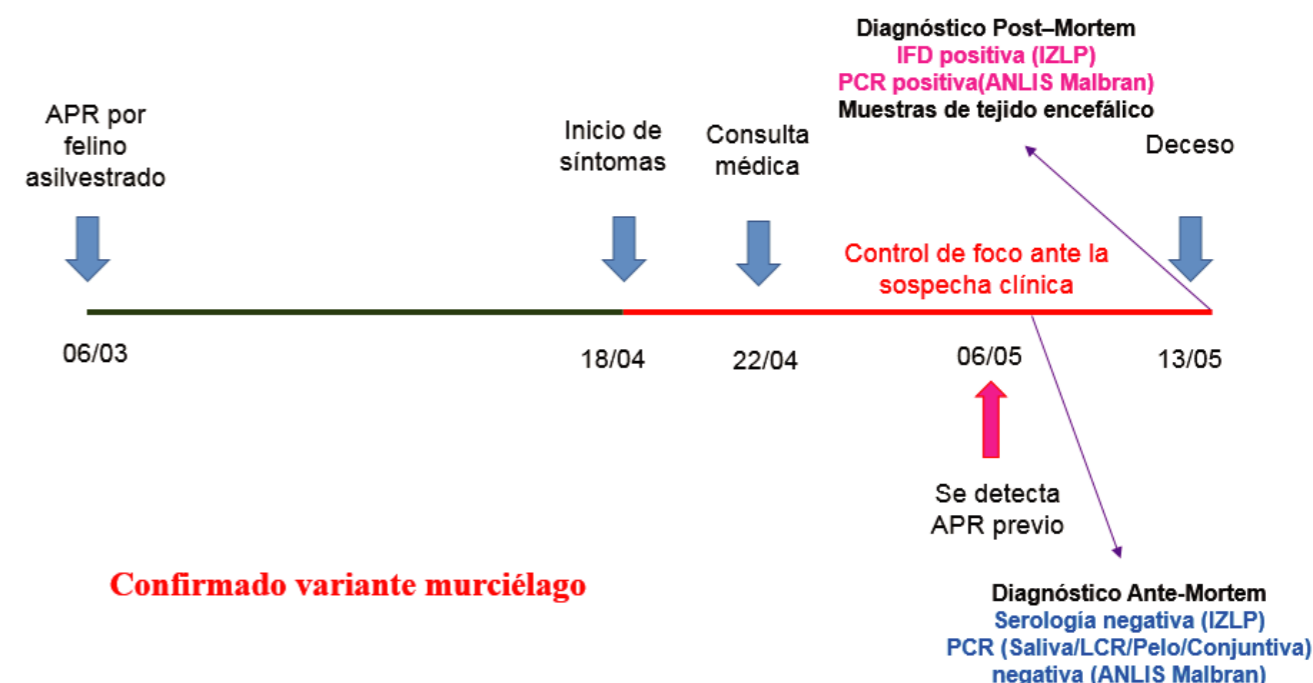 Diagnóstico Post–Mortem
IFD positiva (IZLP)
PCR positiva(ANLIS Malbran)
Muestras de tejido encefálico
APR por
felino
asilvestrado
Inicio de
síntomas
Consulta
médica
Deceso
Control de foco ante la
sospecha clínica
06/03
18/04
22/04
06/05
13/05
Se detecta
APR previo
Confirmado variante murciélago
Diagnóstico Ante-Mortem
Serología negativa (IZLP)
PCR (Saliva/LCR/Pelo/Conjuntiva)
negativa (ANLIS Malbran)